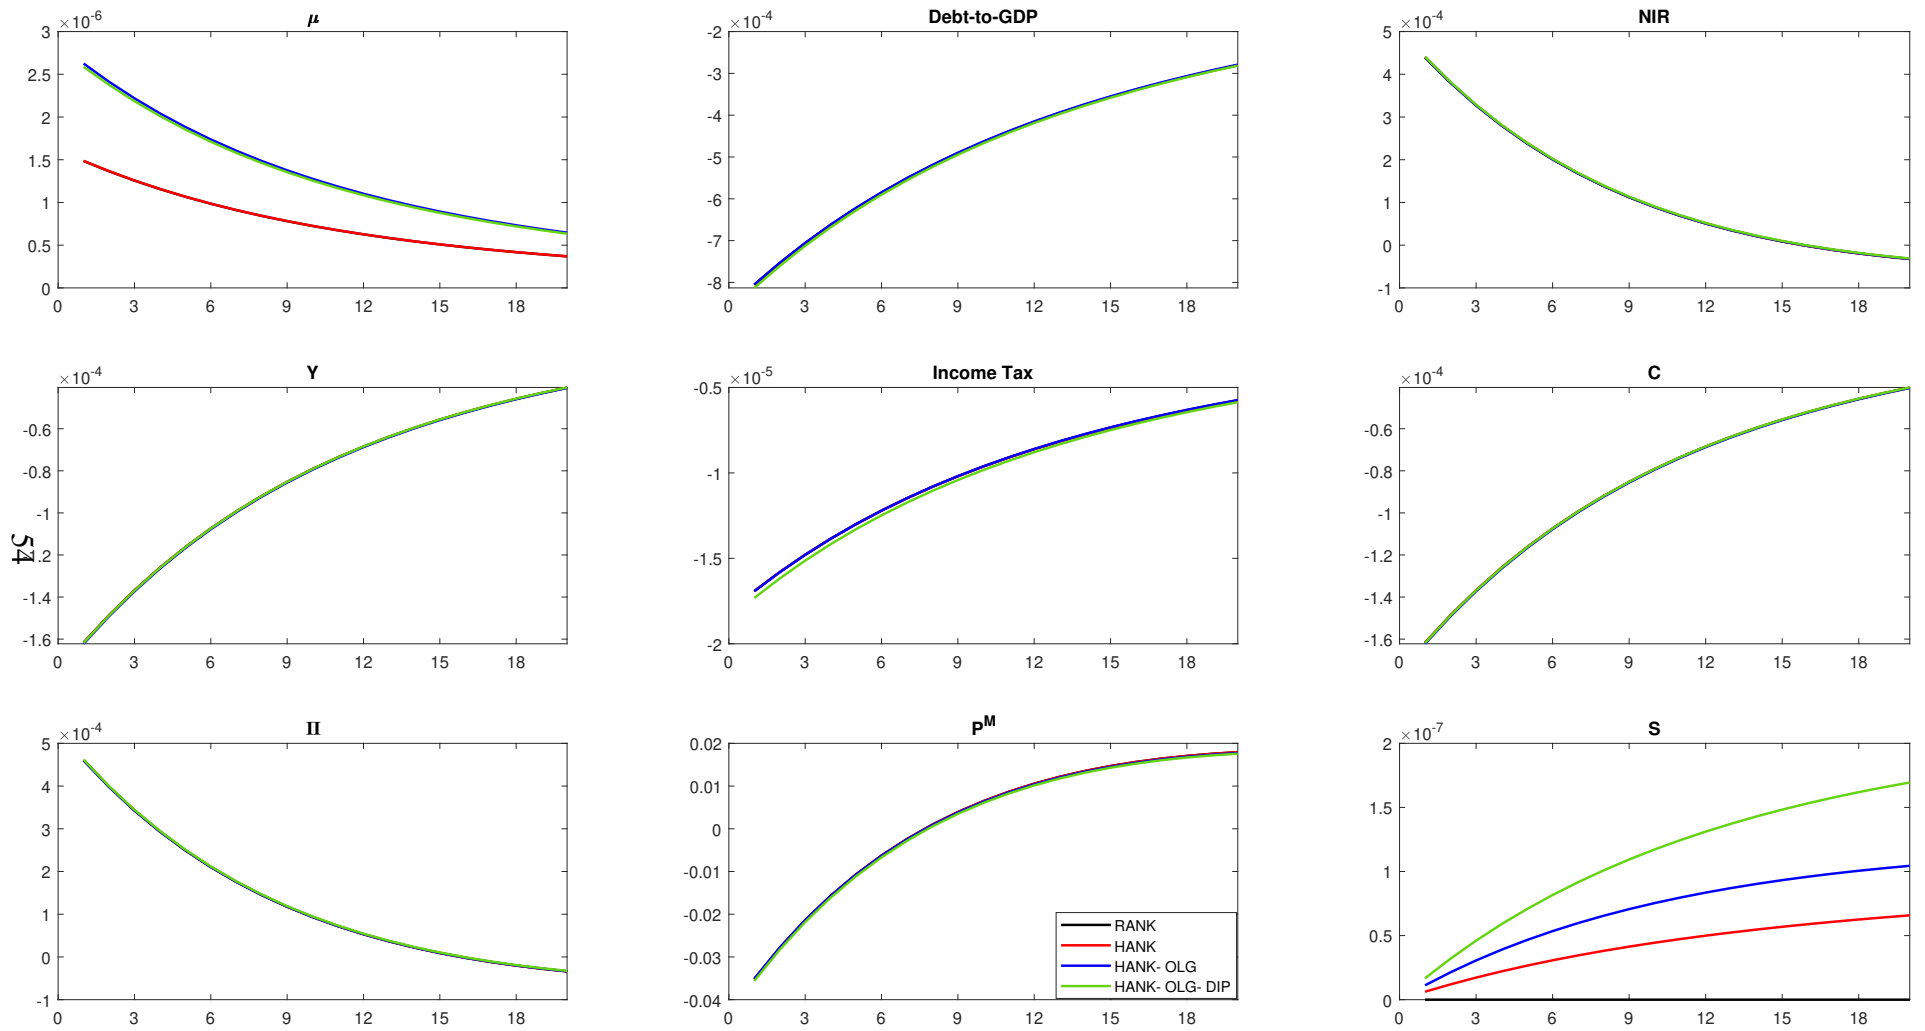 μ
×10-6
3
2.5
2
1.5
1
0.5
0
0 3 6 9 12 15 18
Debt-to-GDP
×10-4
-2
-3
-4
-5
-6
-7
-8
0 3 6 9 12 15 18
NIR
×10-4
5
4
3
2
1
0
-1
0 3 6 9 12 15 18
Y
×10-4
-0.6
-0.8
-1
-1.2
-1.4
-1.6
0 3 6 9 12 15 18
Income Tax
×10-5
-0.5
-1
-1.5
-2
0 3 6 9 12 15 18
C
×10-4
-0.6
-0.8
-1
-1.2
-1.4
-1.6
0 3 6 9 12 15 18
54
Π
×10-4
5
4
3
2
1
0
-1
0 3 6 9 12 15 18
PM
0.02
0.01
0
-0.01
-0.02
-0.03
-0.04
0 3 6 9 12 15 18
RANK
HANK
HANK- OLG
HANK- OLG- DIP
S
×10-7
2
1.5
1
0.5
0
0 3 6 9 12 15 18